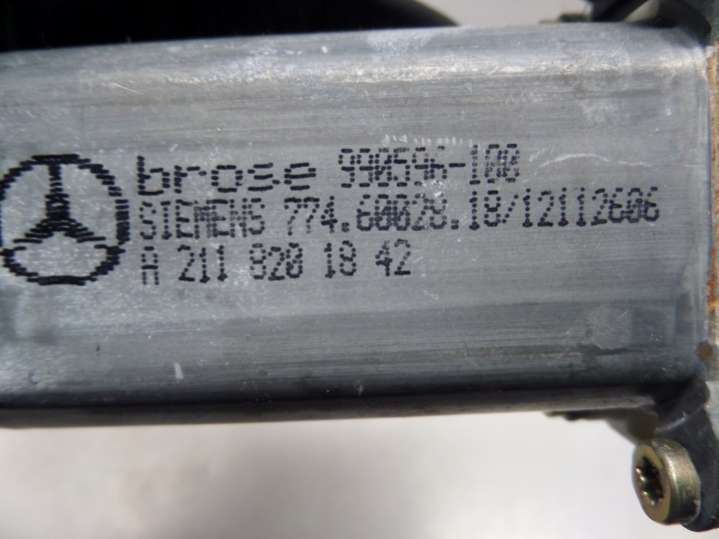 brose 990596-100
SIEMENS 774.60028.18/12112606
A 211 820 18 42